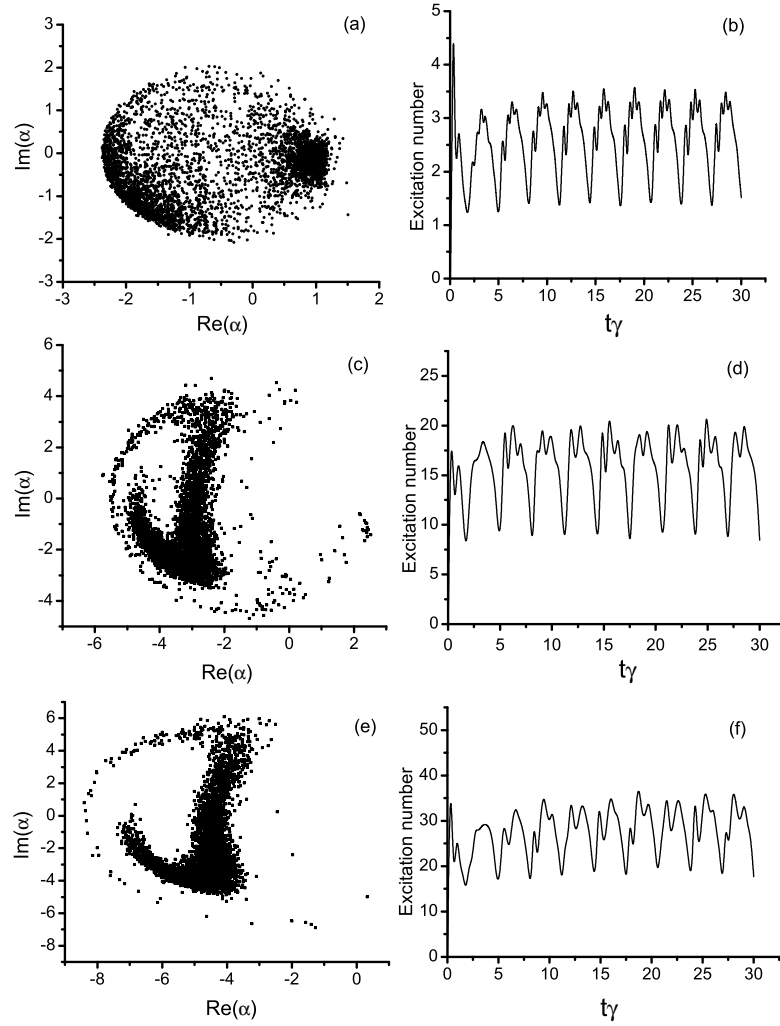 (a)
3
2
1
0
-1
-2
-3
Im(α)
-3 -2 -1 0 1 2
Re(α)
(b)
5
4
3
2
1
0
Excitation number
0 5 10 15 20 25 30
tγ
(c)
6
4
2
0
-2
-4
Im(α)
-6 -4 -2 0 2
Re(α)
(d)
25
20
15
10
5
0
Excitation number
0 5 10 15 20 25 30
tγ
(e)
6
4
2
0
-2
-4
-6
-8
Im(α)
-8 -6 -4 -2 0
Re(α)
(f)
50
40
30
20
10
0
Excitation number
0 5 10 15 20 25 30
tγ